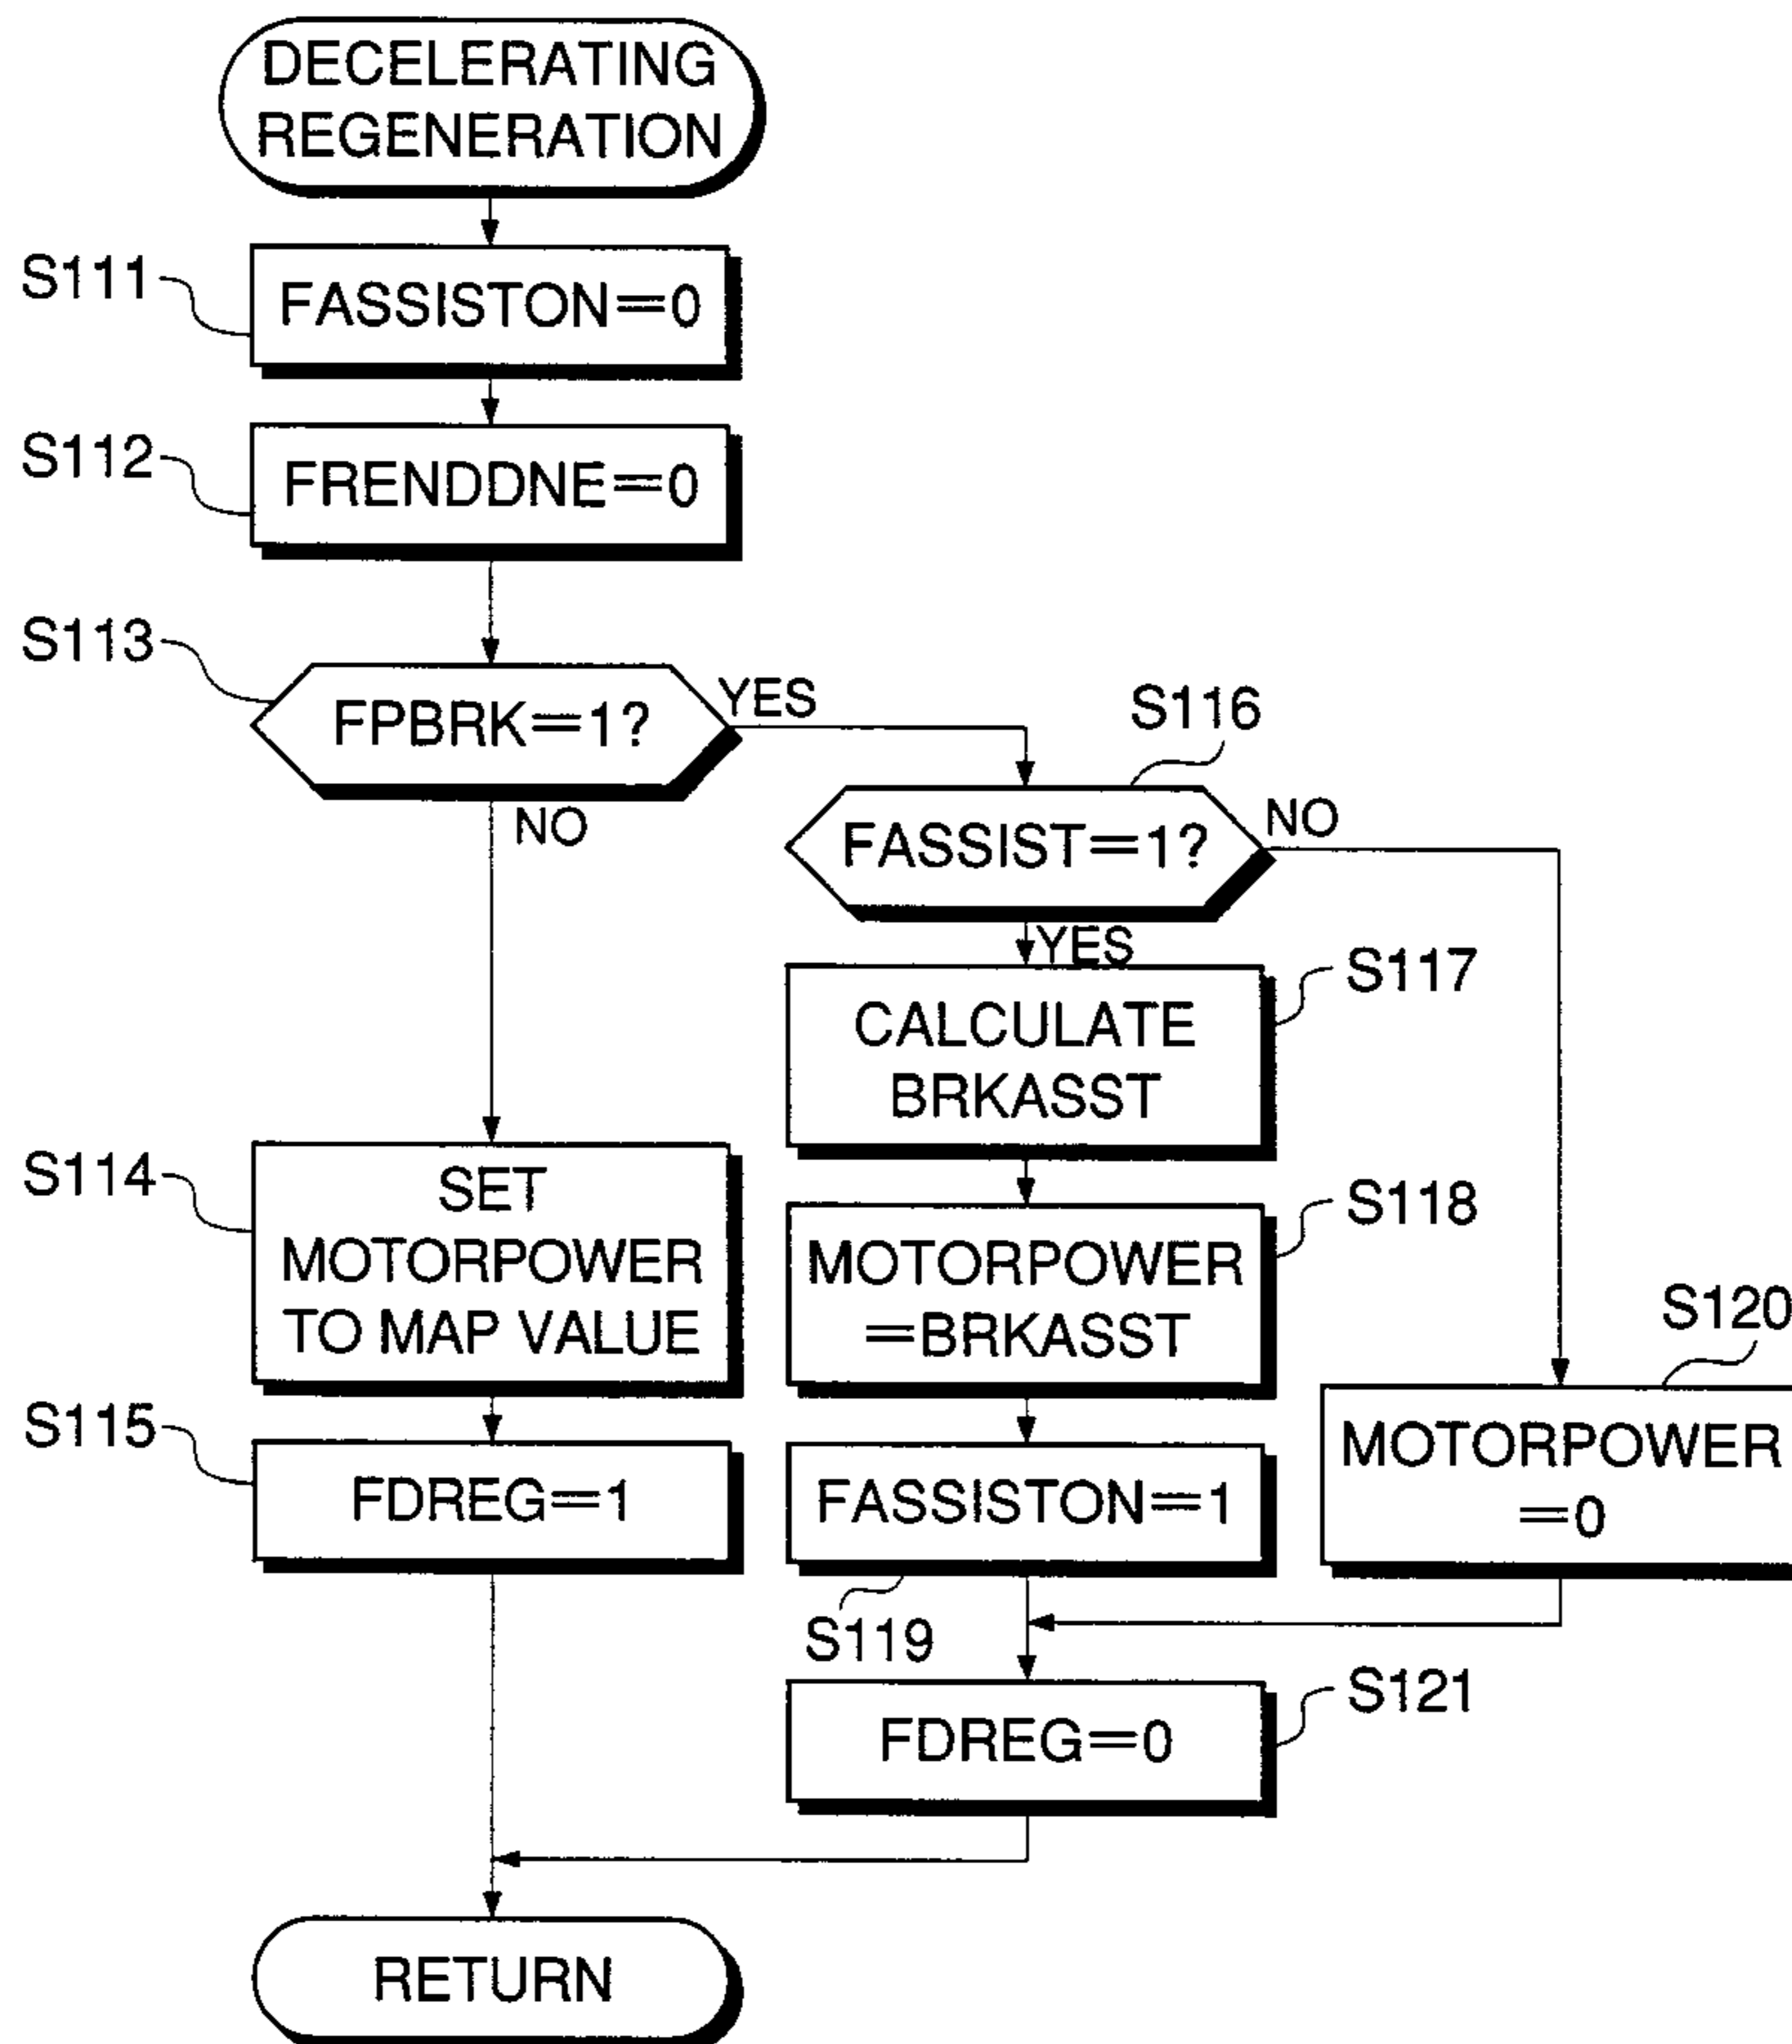 DECELERATING
REGENERATION
S111
FASSISTON=0
S112
FRENDDNE=0
S113
FPBRK=1?
YES
NO
S116
FASSIST=1?
NO
YES
S117
CALCULATE
BRKASST
S114
SET
MOTORPOWER
TO MAP VALUE
S118
MOTORPOWER
=BRKASST
S120
MOTORPOWER
=0
S115
FDREG=1
FASSISTON=1
S119
S121
FDREG=0
RETURN